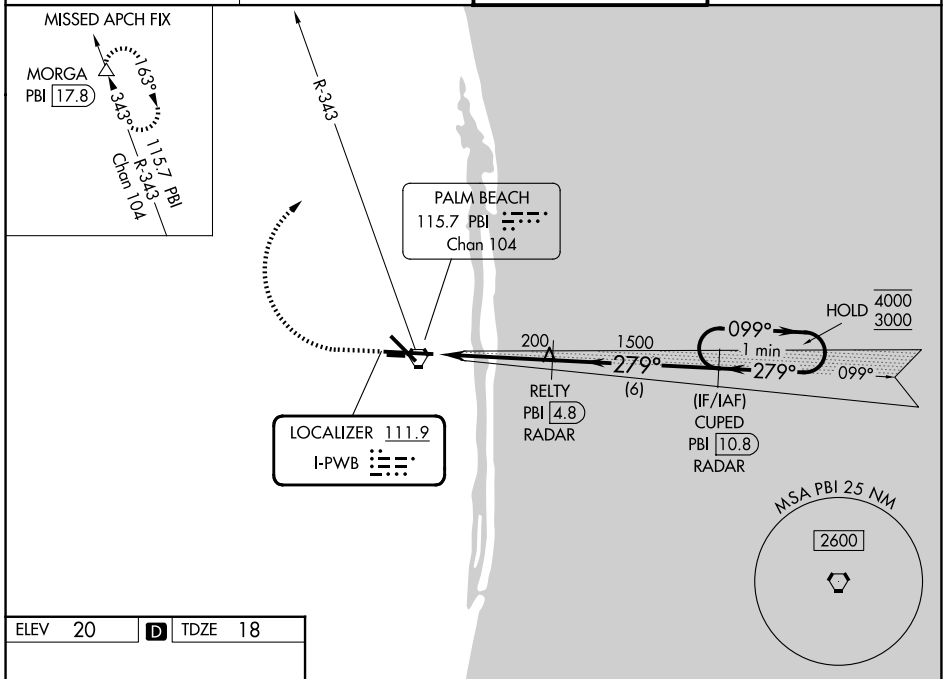 MISSED APCH FIX
MORGA
PBI 17.8
163°
343°
115.7 PBI
R-343
Chan 104
R-343
PALM BEACH
115.7 PBI
Chan 104
LOCALIZER 111.9
I-PWB
200
1500
279°
(6)
RELTY
PBI 4.8
RADAR
099°
1 min
279°
099°
HOLD 4000
3000
(IF/IAF)
CUPED
PBI 10.8
RADAR
MSA PBI 25 NM
2600
ELEV 20 D TDZE 18